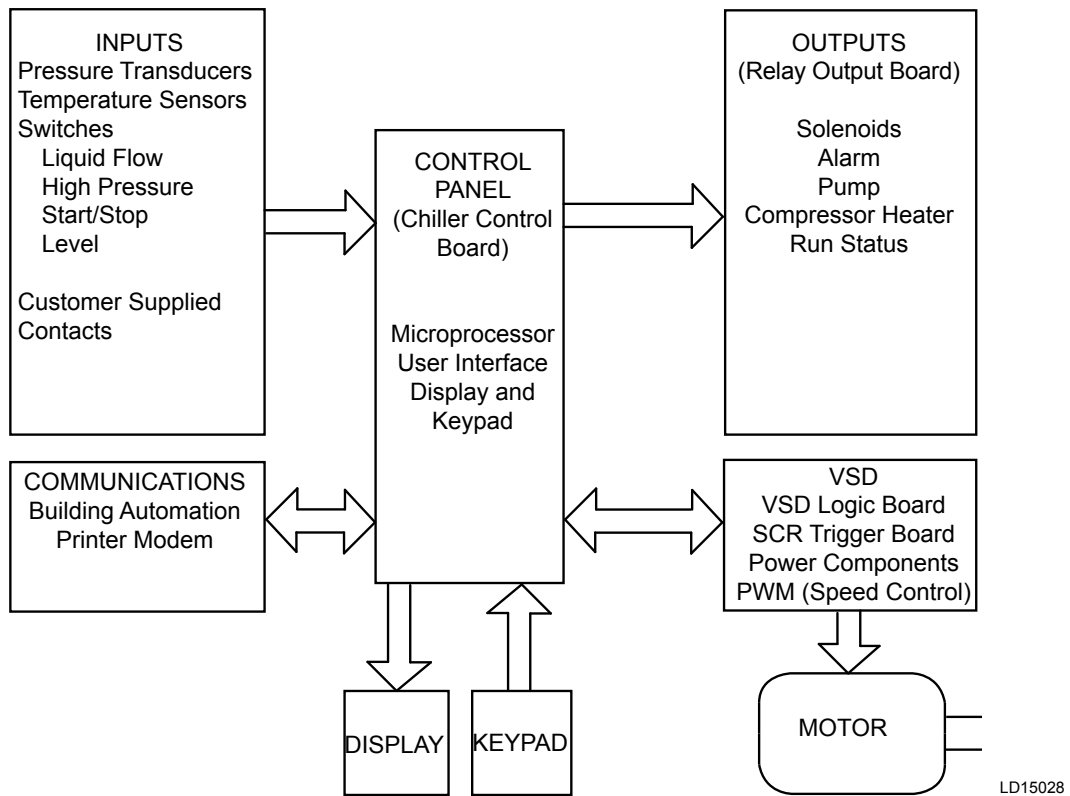 INPUTS
Pressure Transducers
Temperature Sensors
Switches
Liquid Flow
High Pressure
Start/Stop
Level
Customer Supplied
Contacts
CONTROL
PANEL
(Chiller Control
Board)
Microprocessor
User Interface
Display and
Keypad
OUTPUTS
(Relay Output Board)
Solenoids
Alarm
Pump
Compressor Heater
Run Status
COMMUNICATIONS
Building Automation
Printer Modem
VSD
VSD Logic Board
SCR Trigger Board
Power Components
PWM (Speed Control)
DISPLAY
KEYPAD
MOTOR
LD15028